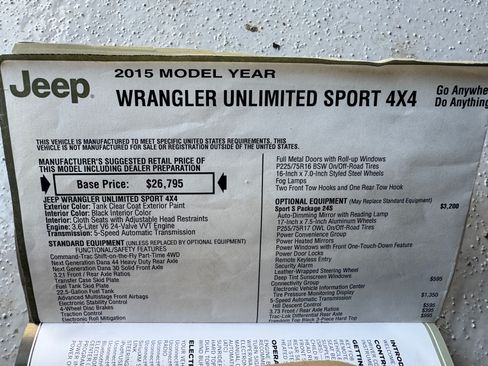 Jeep
2015 MODEL YEAR
WRANGLER UNLIMITED SPORT 4X4
Go Anywhe
Do Anything
THIS VEHICLE IS MANUFACTURED TO MEET SPECIFIC UNITED STATES REQUIREMENTS. THIS
VEHICLE IS NOT MANUFACTURED FOR SALE OR REGISTRATION OUTSIDE OF THE UNITED STATES.
MANUFACTURER'S SUGGESTED RETAIL PRICE OF
THIS MODEL INCLUDING DEALER PREPARATION
Base Price: $26,795
JEEP WRANGLER UNLIMITED SPORT 4X4
Exterior Color: Tank Clear Coat Exterior Paint
Interior Color: Black Interior Color
Interior: Cloth Seats with Adjustable Head Restraints
Engine: 3.6-Liter V6 24-Valve VVT Engine
Transmission: 5-Speed Automatic Transmission
STANDARD EQUIPMENT (UNLESS REPLACED BY OPTIONAL EQUIPMENT)
FUNCTIONAL/SAFETY FEATURES
Command-Trac Shift-on-the-Fly Part-Time 4WD
Next Generation Dana 44 Heavy Duty Rear Axle
Next Generation Dana 30 Solid Front Axle
3.21 Front / Rear Axle Ratios
Transfer Case Skid Plate
Fuel Tank Skid Plate
22.5-Gallon Fuel Tank
Advanced Multistage Front Airbags
Electronic Stability Control
4-Wheel Disc Brakes
Traction Control
Electronic Roll Mitigation
Full Metal Doors with Roll-up Windows
P225/75R16 BSW On/Off-Road Tires
16-Inch x 7.0-Inch Styled Steel Wheels
Fog Lamps
Two Front Tow Hooks and One Rear Tow Hook
OPTIONAL EQUIPMENT (May Replace Standard Equipment)
Sport S Package 24S $3,200
Auto-Dimming Mirror with Reading Lamp
17-Inch x 7.5-Inch Aluminum Wheels
P255/75R17 OWL On/Off-Road Tires
Power Convenience Group
Power Heated Mirrors
Power Windows with Front One-Touch-Down Feature
Power Door Locks
Remote Keyless Entry
Security Alarm
Leather-Wrapped Steering Wheel
Deep Tint Sunscreen Windows
Connectivity Group $595
Electronic Vehicle Information Center
Tire Pressure Monitoring Display
5-Speed Automatic Transmission $1,350
Hill Descent Control
3.73 Front / Rear Axle Ratios $595
Trac-Lok Differential Rear Axle $395
Freedom Top Black 3-Piece Hard Top